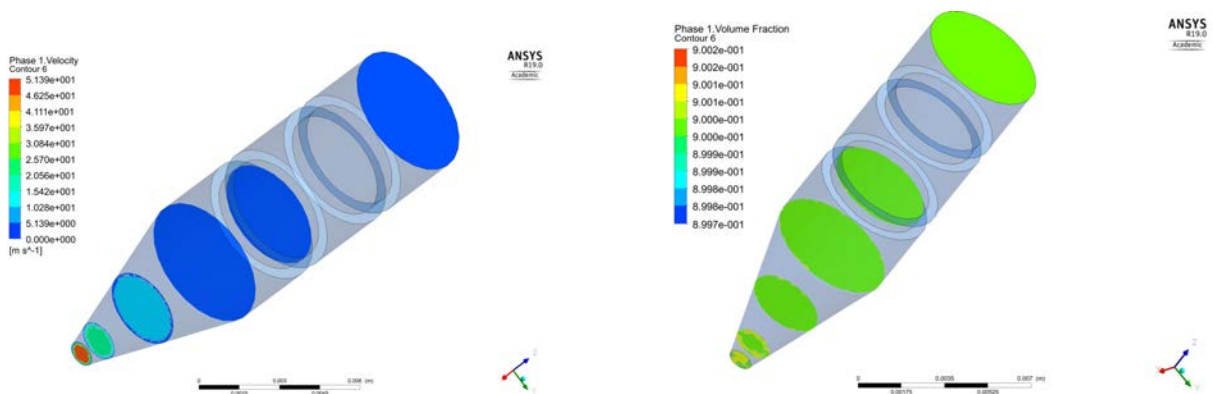 Phase 1.Velocity
Contour 6
5.139e+001
4.625e+001
4.111e+001
3.597e+001
3.084e+001
2.570e+001
2.056e+001
1.542e+001
1.028e+001
5.139e+000
0.000e+000
[m s^-1]
ANSYS
R19.0
Academic
0
0.003
0.006
(m)
0.0015
0.0045
Z
Y
Phase 1.Volume Fraction
Contour 6
9.002e-001
9.002e-001
9.001e-001
9.001e-001
9.000e-001
9.000e-001
8.999e-001
8.999e-001
8.998e-001
8.998e-001
8.997e-001
ANSYS
R19.0
Academic
0
0.0035
0.007
(m)
0.00175
0.00525
Z
Y